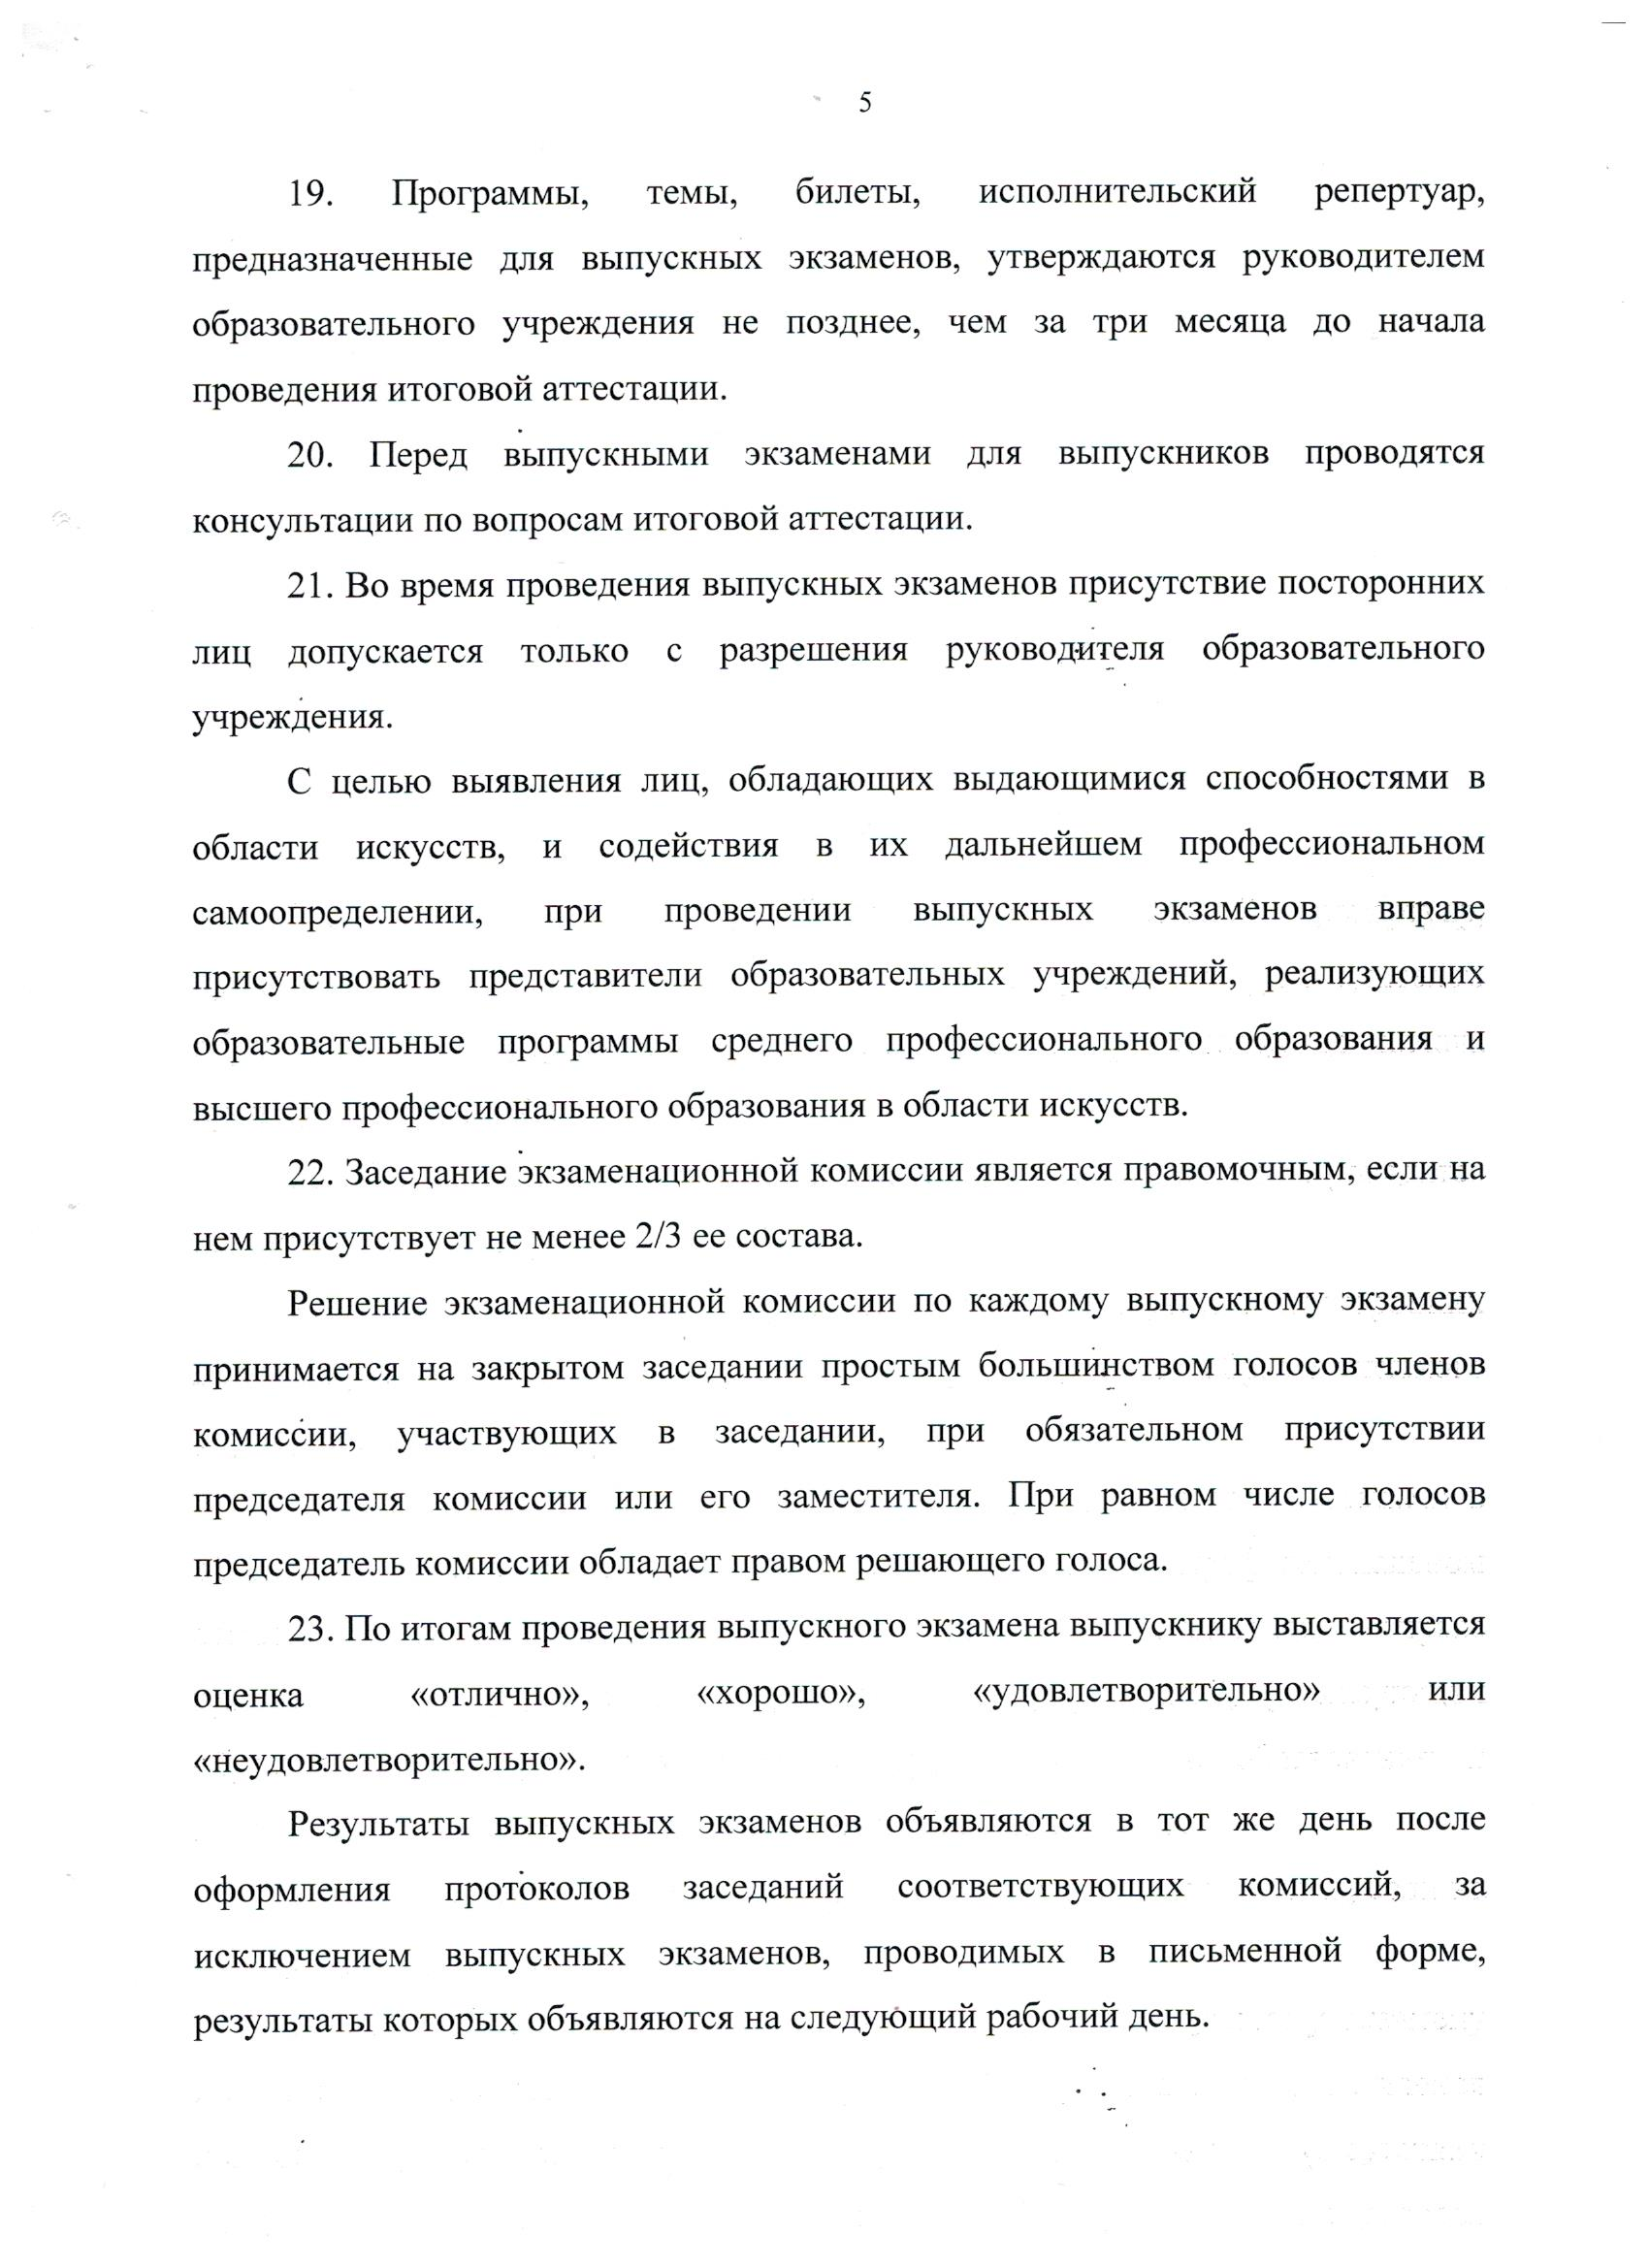 5
19. Программы, темы, билеты, исполнительский репертуар,
предназначенные для выпускных экзаменов, утверждаются руководителем
образовательного учреждения не позднее, чем за три месяца до начала
проведения итоговой аттестации.
20. Перед выпускными экзаменами для выпускников проводятся
консультации по вопросам итоговой аттестации.
21. Во время проведения выпускных экзаменов присутствие посторонних
лиц допускается только с разрешения руководителя образовательного
учреждения.
С целью выявления лиц, обладающих выдающимися способностями в
области искусств, и содействия в их дальнейшем профессиональном
самоопределении, при проведении выпускных экзаменов вправе
присутствовать представители образовательных учреждений, реализующих
образовательные программы среднего профессионального образования и
высшего профессионального образования в области искусств.
22. Заседание экзаменационной комиссии является правомочным, если на
нем присутствует не менее 2/3 ее состава.
Решение экзаменационной комиссии по каждому выпускному экзамену
принимается на закрытом заседании простым большинством голосов членов
комиссии, участвующих в заседании, при обязательном присутствии
председателя комиссии или его заместителя. При равном числе голосов
председатель комиссии обладает правом решающего голоса.
23. По итогам проведения выпускного экзамена выпускнику выставляется
оценка «отлично», «хорошо», «удовлетворительно» или
«неудовлетворительно».
Результаты выпускных экзаменов объявляются в тот же день после
оформления протоколов заседаний соответствующих комиссий, за
исключением выпускных экзаменов, проводимых в письменной форме,
результаты которых объявляются на следующий рабочий день.